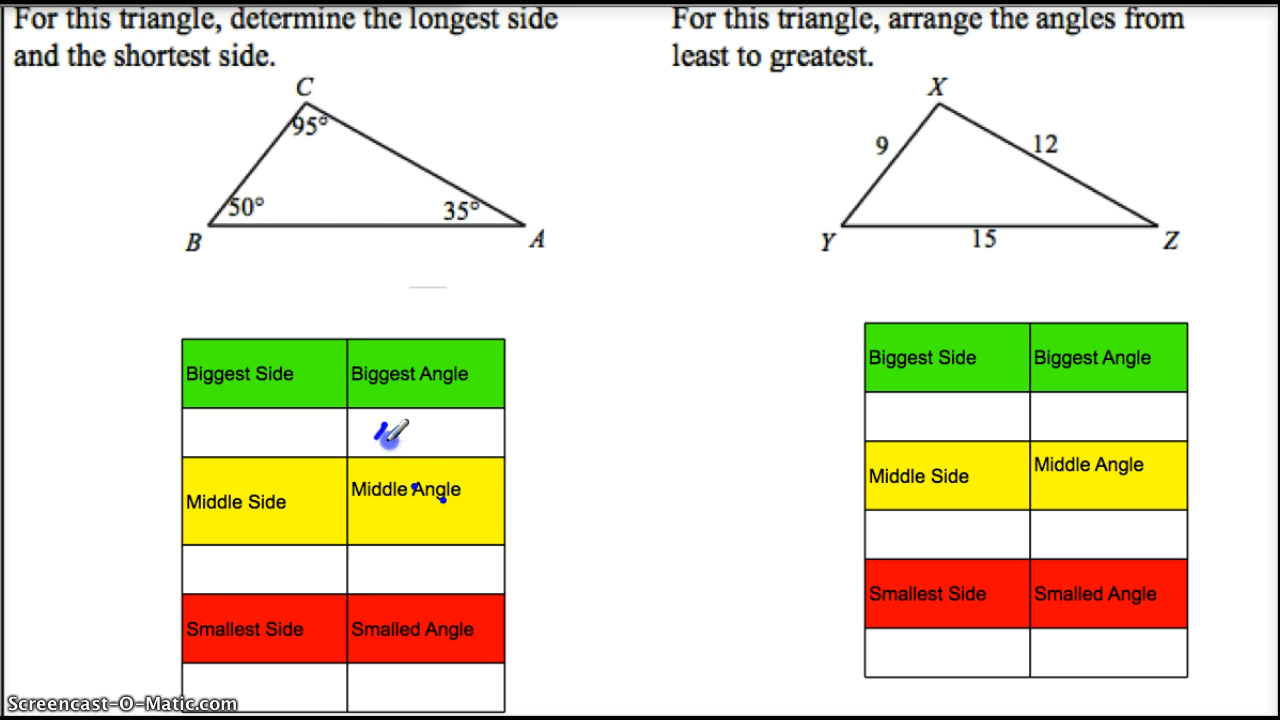 For this triangle, determine the longest side
and the shortest side.
C
95°
50°
35°
B
A
Biggest Side
Biggest Angle
Middle Side
Middle Angle
Smallest Side
Smalled Angle
For this triangle, arrange the angles from
least to greatest.
X
9
12
Y
15
Z
Biggest Side
Biggest Angle
Middle Side
Middle Angle
Smallest Side
Smalled Angle
Screencast-O-Matic.com